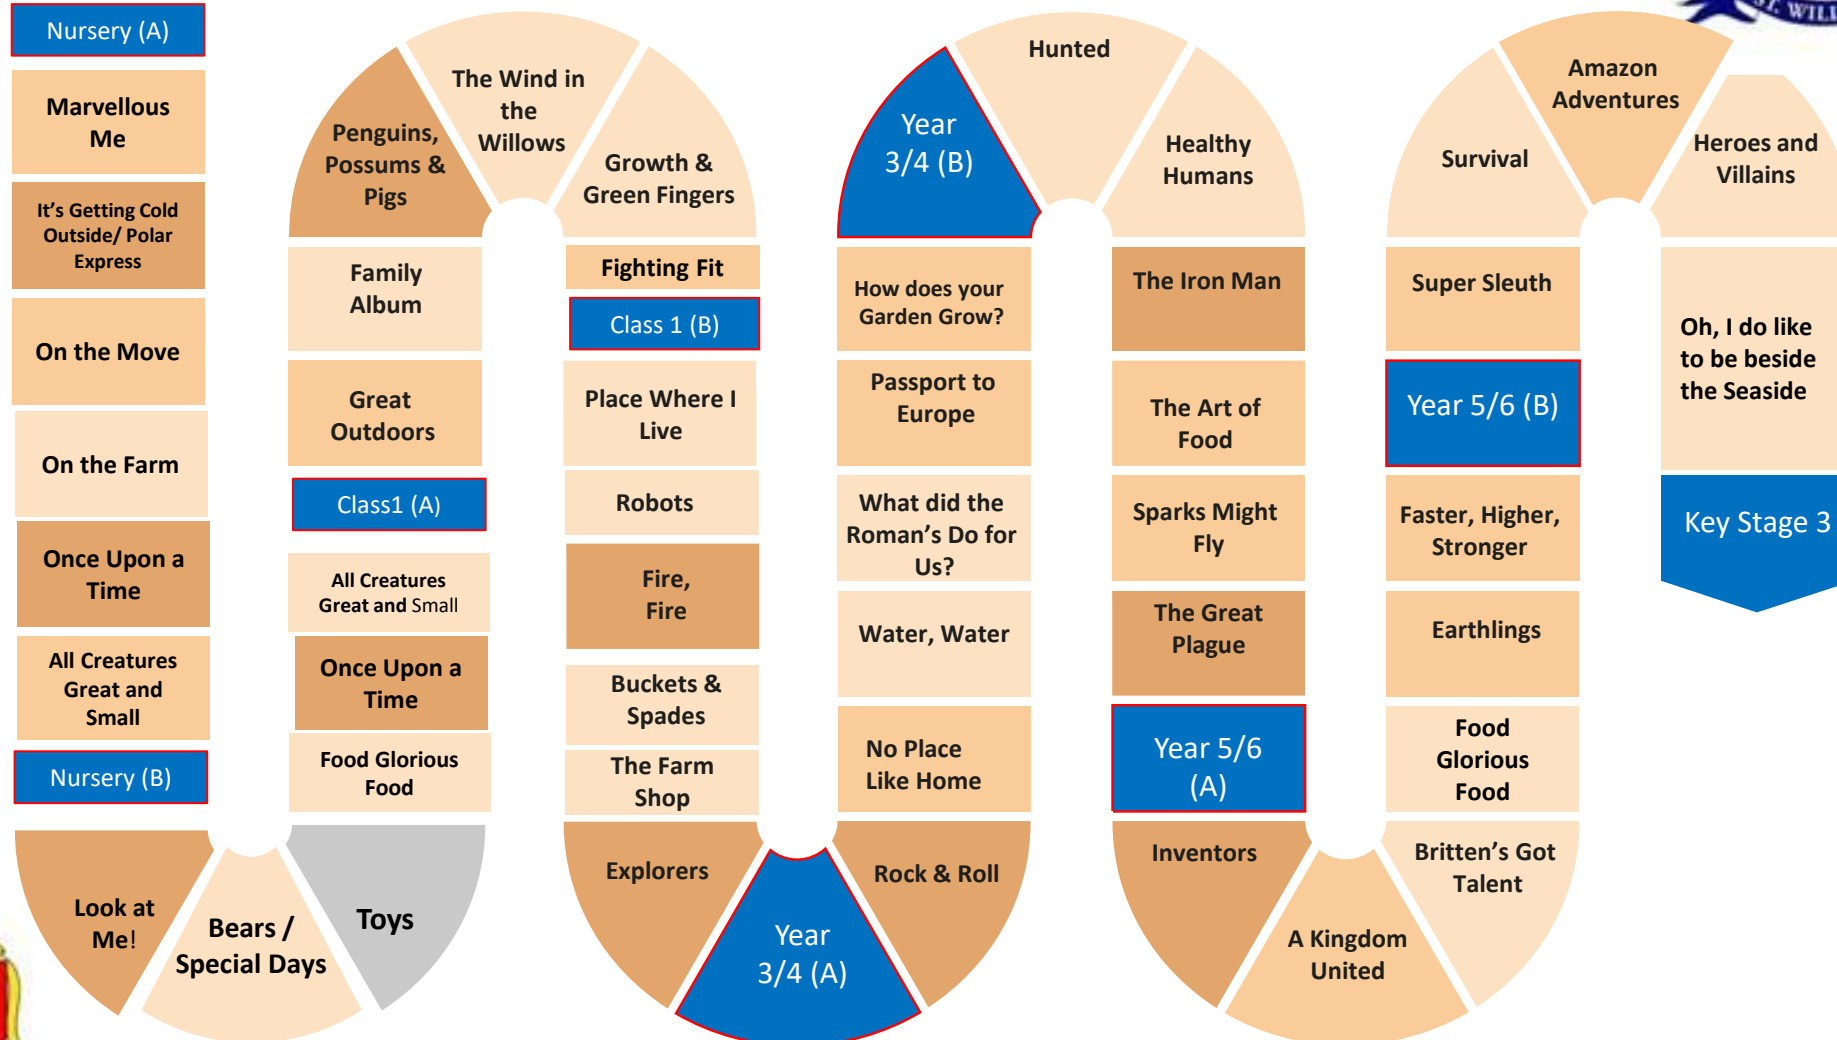 Nursery (A)
Marvellous
Me
It's Getting Cold
Outside/ Polar
Express
On the Move
On the Farm
Once Upon a
Time
All Creatures
Great and
Small
Nursery (B)
Look at
Me!
Bears /
Special Days
Toys
Food Glorious
Food
Once Upon a
Time
All Creatures
Great and Small
Class1 (A)
Great
Outdoors
Family
Album
Penguins,
Possums &
Pigs
The Wind in
the
Willows
Growth &
Green Fingers
Fighting Fit
Class 1 (B)
Place Where I
Live
Robots
Fire,
Fire
Buckets &
Spades
The Farm
Shop
Explorers
Year
3/4 (A)
Rock & Roll
No Place
Like Home
Water, Water
What did the
Roman's Do for
Us?
Passport to
Europe
How does your
Garden Grow?
Year
3/4 (B)
Hunted
Healthy
Humans
The Iron Man
The Art of
Food
Sparks Might
Fly
The Great
Plague
Year 5/6
(A)
Inventors
A Kingdom
United
Britten's Got
Talent
Food
Glorious
Food
Earthlings
Faster, Higher,
Stronger
Year 5/6 (B)
Super Sleuth
Survival
Amazon
Adventures
Heroes and
Villains
Oh, I do like
to be beside
the Seaside
Key Stage 3
ST. WILL